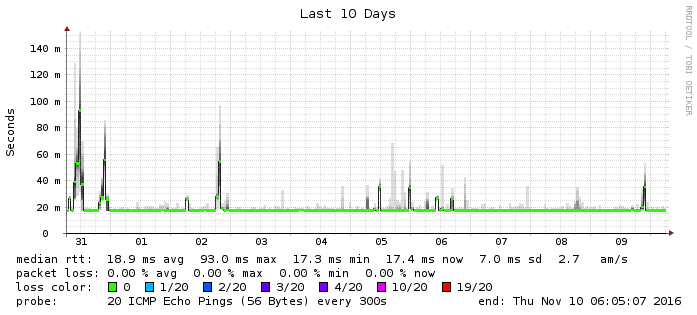 Last 10 Days
RRDTOOL / TOBI OETIKER
Seconds
140 m
120 m
100 m
80 m
60 m
40 m
20 m
0
31 01 02 03 04 05 06 07 08 09
median rtt: 18.9 ms avg 93.0 ms max 17.3 ms min 17.4 ms now 7.0 ms sd 2.7 am/s
packet loss: 0.00 % avg 0.00 % max 0.00 % min 0.00 % now
loss color: 0 1/20 2/20 3/20 4/20 10/20 19/20
probe: 20 ICMP Echo Pings (56 Bytes) every 300s end: Thu Nov 10 06:05:07 2016